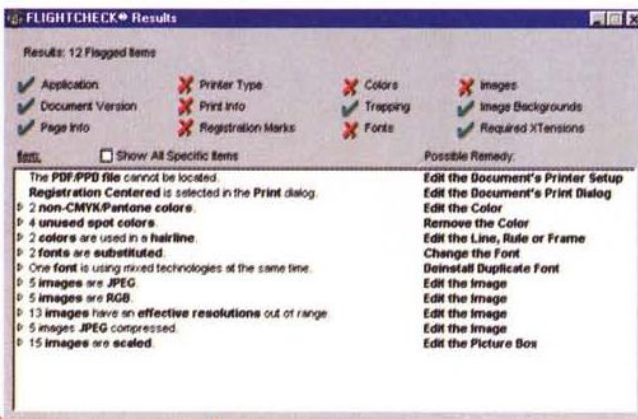 FLIGHTCHECK Results
Results: 12 Flagged Items
Application Printer Type Colors Images
Document Version Print Info Trapping Image Backgrounds
Page Info Registration Marks Fonts Required XTensions
Item: Show All Specific Items Possible Remedy:
The PDF/PPD file cannot be located. Edit the Document's Printer Setup
Registration Centered is selected in the Print dialog. Edit the Document's Print Dialog
2 non-CMYK/Pantone colors. Edit the Color
4 unused spot colors. Remove the Color
2 colors are used in a hairline. Edit the Line, Rule or Frame
2 fonts are substituted. Change the Font
One font is using mixed technologies at the same time. Deinstall Duplicate Font
5 images are JPEG. Edit the Image
5 images are RGB. Edit the Image
13 images have an effective resolutions out of range. Edit the Image
5 images JPEG compressed. Edit the Image
15 images are scaled. Edit the Picture Box